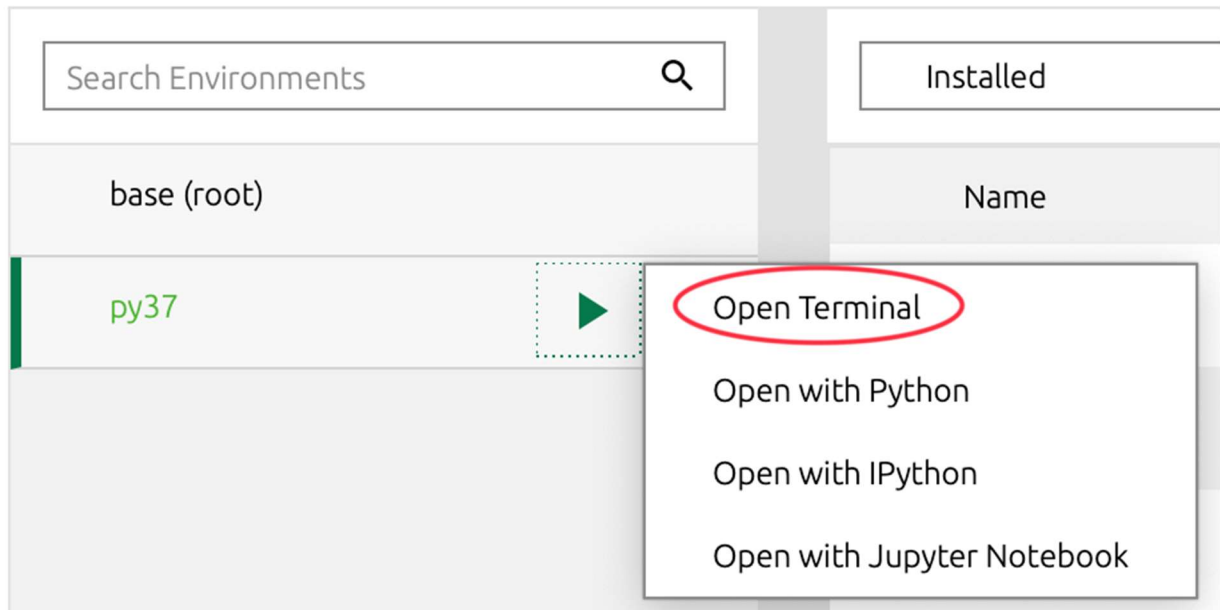 Search Environments
Installed
base (root)
Name
py37
Open Terminal
Open with Python
Open with IPython
Open with Jupyter Notebook